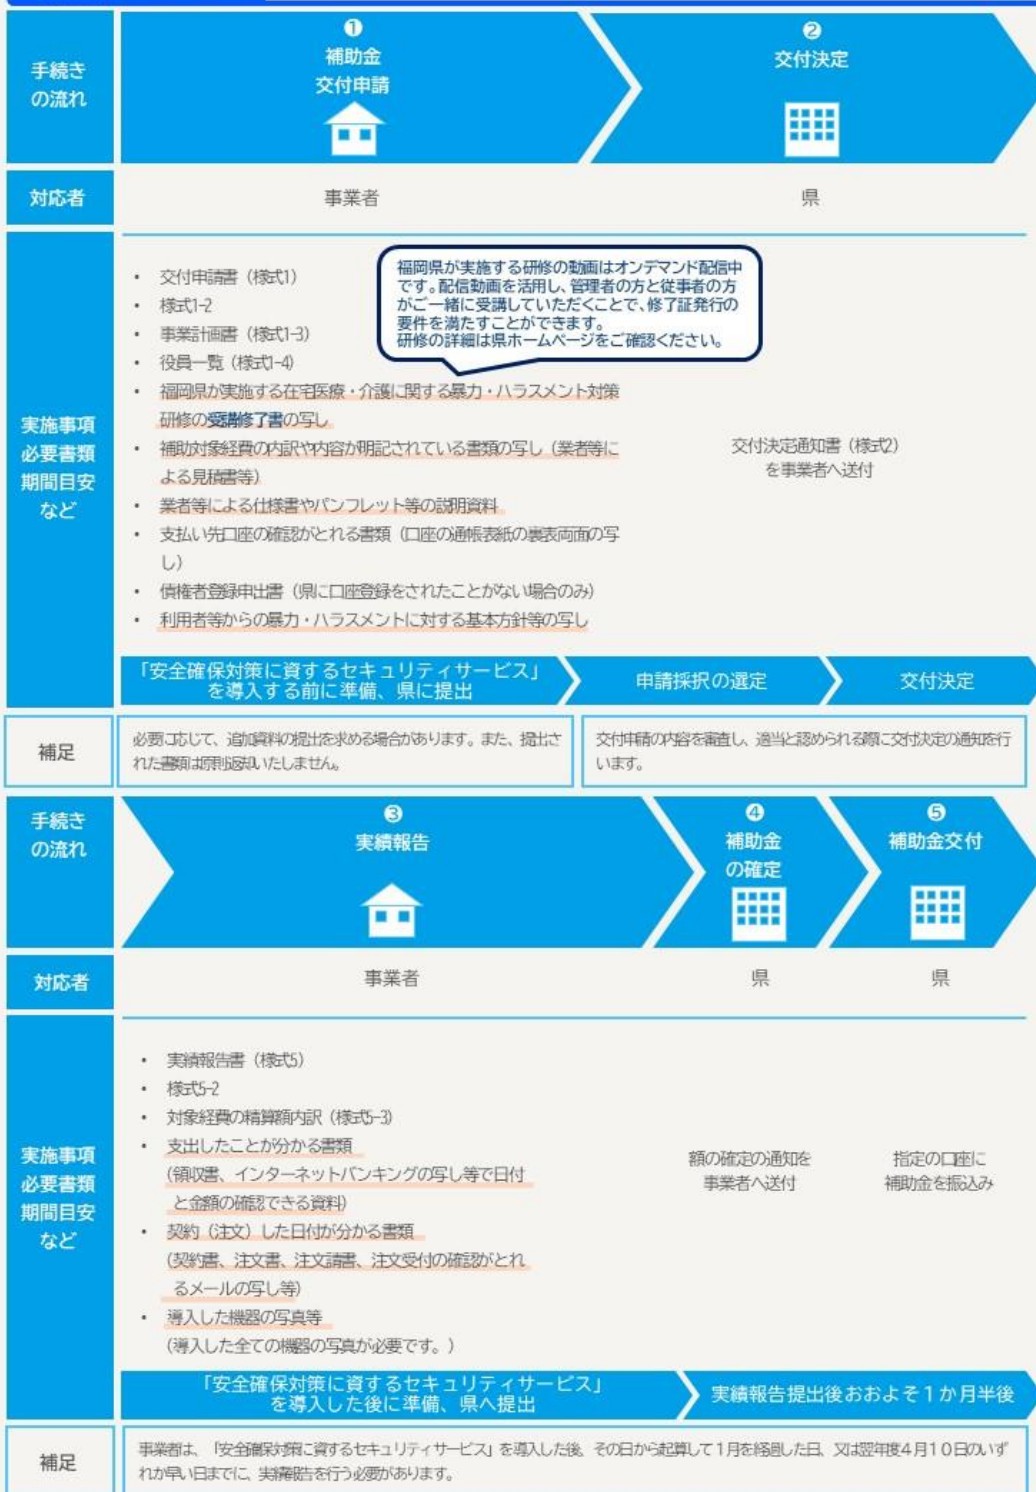 手続き
の流れ
❶
補助金
交付申請
❷
交付決定
対応者
事業者
県
実施事項
必要書類
期間目安
など
・ 交付申請書（様式1）
・ 様式1-2
・ 事業計画書（様式1-3）
・ 役員一覧（様式1-4）
福岡県が実施する研修の動画はオンデマンド配信中
です。配信動画を活用し、管理者の方と従事者の方
がご一緒に受講していただくことで、修了証発行の
要件を満たすことができます。
研修の詳細は県ホームページをご確認ください。
・ 福岡県が実施する在宅医療・介護に関する暴力・ハラスメント対策
研修の受講修了書の写し
・ 補助対象経費の内訳や内容が明記されている書類の写し（業者等に
よる見積書等）
・ 業者等による仕様書やパンフレット等の説明資料
・ 支払い先口座の確認がとれる書類（口座の通帳表紙の裏表両面の写
し）
・ 債権者登録申出書（県に口座登録をされたことがない場合のみ）
・ 利用者等からの暴力・ハラスメントに対する基本方針等の写し
交付決定通知書（様式2）
を事業者へ送付
「安全確保対策に資するセキュリティサービス」
を導入する前に準備、県に提出
申請採択の選定
交付決定
補足
必要に応じて、追加資料の提出を求める場合があります。また、提出さ
れた書類は原則返却いたしません。
交付申請の内容を審査し、適当と認められる際に交付決定の通知を行
います。
手続き
の流れ
❸
実績報告
❹
補助金
の確定
❺
補助金交付
対応者
事業者
県
県
実施事項
必要書類
期間目安
など
・ 実績報告書（様式5）
・ 様式5-2
・ 対象経費の精算額内訳（様式5-3）
・ 支出したことが分かる書類
(領収書、インターネットバンキングの写し等で日付
と金額の確認できる資料)
・ 契約（注文）した日付が分かる書類
(契約書、注文書、注文請書、注文受付の確認がとれ
るメールの写し等)
・ 導入した機器の写真等
(導入した全ての機器の写真が必要です。)
額の確定の通知を
事業者へ送付
指定の口座に
補助金を振込み
「安全確保対策に資するセキュリティサービス」
を導入した後に準備、県へ提出
実績報告提出後おおよそ１か月半後
補足
事業者は、「安全確保対策に資するセキュリティサービス」を導入した後、その日から起算して１月を経過した日、又は翌年度４月１０日のいず
れか早い日までに、実績報告を行う必要があります。